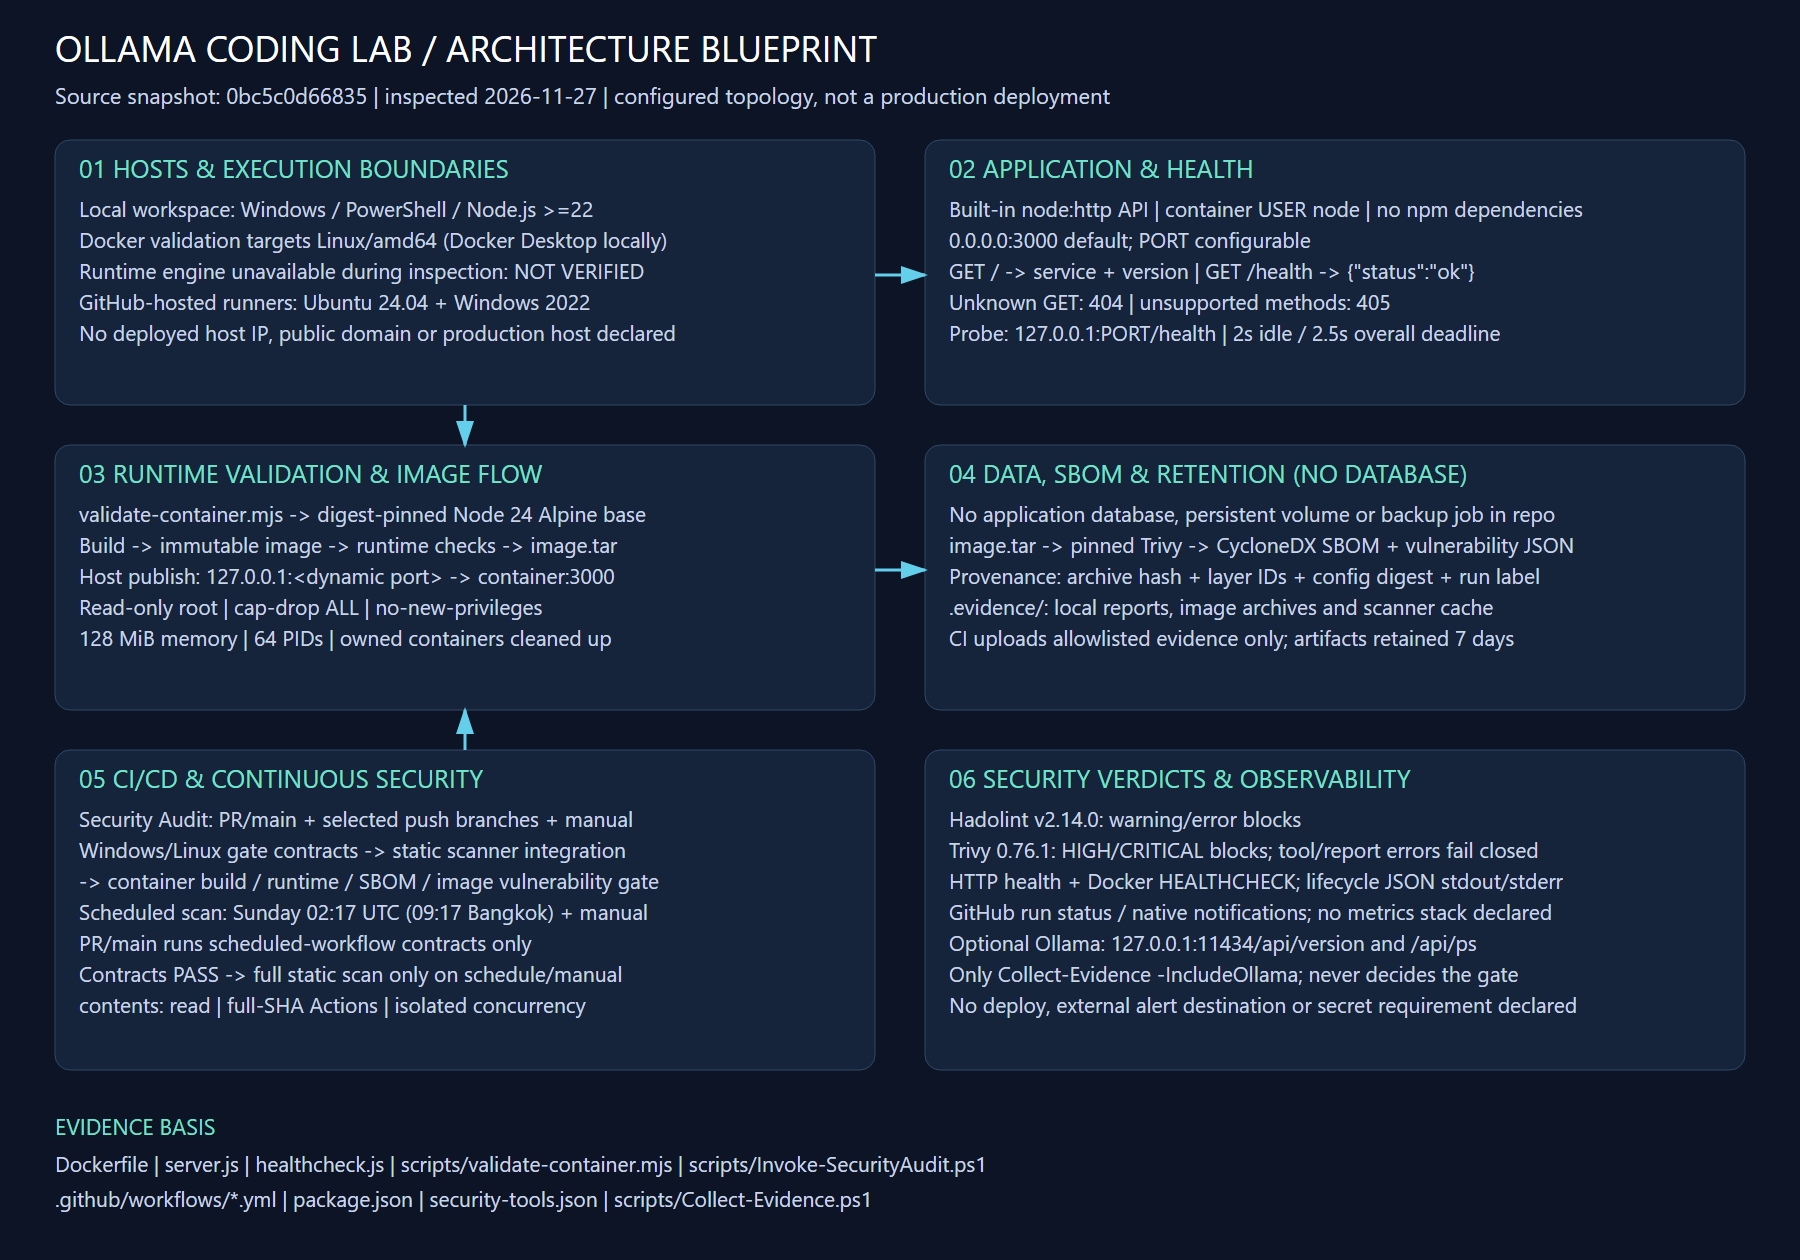 OLLAMA CODING LAB / ARCHITECTURE BLUEPRINT
Source snapshot: 0bc5c0d66835 | inspected 2026-11-27 | configured topology, not a production deployment
01 HOSTS & EXECUTION BOUNDARIES
Local workspace: Windows / PowerShell / Node.js >=22
Docker validation targets Linux/amd64 (Docker Desktop locally)
Runtime engine unavailable during inspection: NOT VERIFIED
GitHub-hosted runners: Ubuntu 24.04 + Windows 2022
No deployed host IP, public domain or production host declared
02 APPLICATION & HEALTH
Built-in node:http API | container USER node | no npm dependencies
0.0.0.0:3000 default; PORT configurable
GET / -> service + version | GET /health -> {"status":"ok"}
Unknown GET: 404 | unsupported methods: 405
Probe: 127.0.0.1:PORT/health | 2s idle / 2.5s overall deadline
03 RUNTIME VALIDATION & IMAGE FLOW
validate-container.mjs -> digest-pinned Node 24 Alpine base
Build -> immutable image -> runtime checks -> image.tar
Host publish: 127.0.0.1:<dynamic port> -> container:3000
Read-only root | cap-drop ALL | no-new-privileges
128 MiB memory | 64 PIDs | owned containers cleaned up
04 DATA, SBOM & RETENTION (NO DATABASE)
No application database, persistent volume or backup job in repo
image.tar -> pinned Trivy -> CycloneDX SBOM + vulnerability JSON
Provenance: archive hash + layer IDs + config digest + run label
.evidence/: local reports, image archives and scanner cache
CI uploads allowlisted evidence only; artifacts retained 7 days
05 CI/CD & CONTINUOUS SECURITY
Security Audit: PR/main + selected push branches + manual
Windows/Linux gate contracts -> static scanner integration
-> container build / runtime / SBOM / image vulnerability gate
Scheduled scan: Sunday 02:17 UTC (09:17 Bangkok) + manual
PR/main runs scheduled-workflow contracts only
Contracts PASS -> full static scan only on schedule/manual
contents: read | full-SHA Actions | isolated concurrency
06 SECURITY VERDICTS & OBSERVABILITY
Hadolint v2.14.0: warning/error blocks
Trivy 0.76.1: HIGH/CRITICAL blocks; tool/report errors fail closed
HTTP health + Docker HEALTHCHECK; lifecycle JSON stdout/stderr
GitHub run status / native notifications; no metrics stack declared
Optional Ollama: 127.0.0.1:11434/api/version and /api/ps
Only Collect-Evidence -IncludeOllama; never decides the gate
No deploy, external alert destination or secret requirement declared
EVIDENCE BASIS
Dockerfile | server.js | healthcheck.js | scripts/validate-container.mjs | scripts/Invoke-SecurityAudit.ps1
.github/workflows/*.yml | package.json | security-tools.json | scripts/Collect-Evidence.ps1